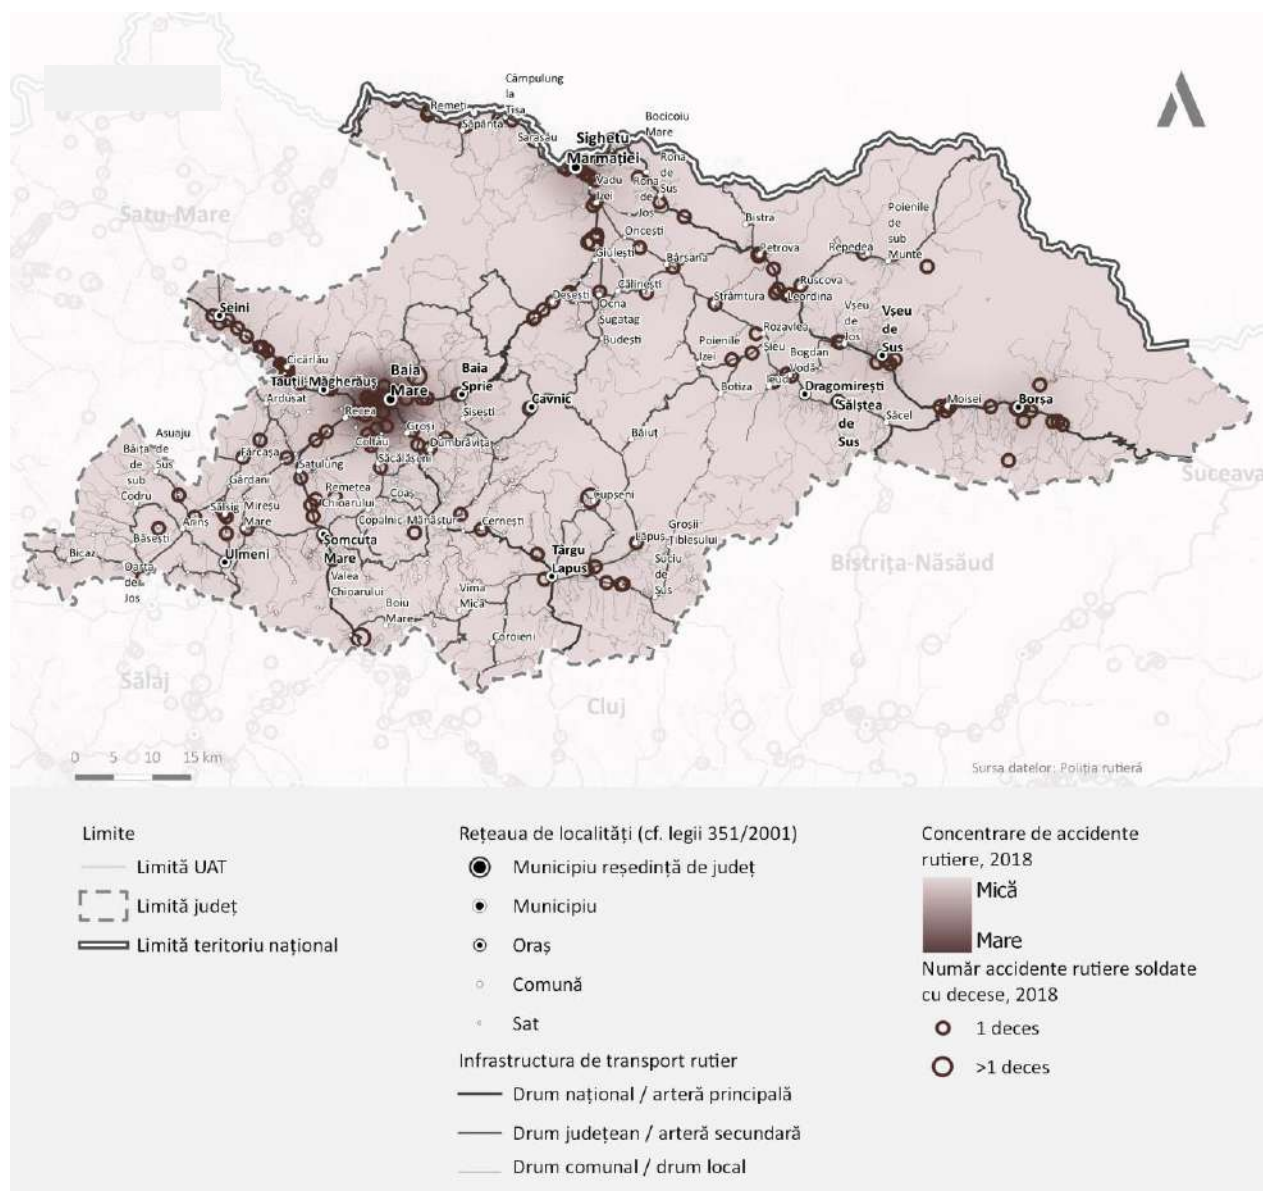 Câmpulung
la
Tisa
Remeți
Săpânța
Sarasău
Bocicoiu
Mare
Sighetu
Marmației
Rona
de
Sus
Vadu
Izei
Rona
de
Jos
Satu-Mare
Poienile
de
sub
Munte
Bistra
Oncești
Giulești
Petrova
Repedea
Bârsana
Ruscova
Leordina
Călinești
Desești
Ocna
Sugatag
Strâmtura
Vșeu
de
Jos
Vșeu
de
Sus
Seini
Budești
Rozavlea
Poienile
Izei
Șieu
Bogdan
Vodă
Cicârlău
Tăuții-Măgherăuș
Baia
Mare
Baia
Sprie
Ieud
Botiza
Dragomirești
Ardusat
Cavnic
Săliștea
de
Sus
Moisei
Borșa
Recea
Sisești
Săcel
Groși
Asuaju
de
Sus
Coltău
Dumbrăvița
Băiuț
Băița
de
sub
Codru
Fărcașa
Satulung
Săcălășeni
Suceava
Gârdani
Remetea
Chioarului
Coaș
Cupșeni
Sălsig
Mireșu
Mare
Ariniș
Copalnic-Mănăștur
Cernești
Groșii
Țibleșului
Lăpus
Băsești
Șomcuta
Mare
Târgu
Lapus
Suciu
de
Sus
Bicaz
Ulmeni
Bistrița-Năsăud
Oarța
de
Jos
Valea
Chioarului
Vima
Mică
Boiu
Mare
Coroieni
Sălaj
Cluj
0 5 10 15 km
Sursa datelor: Poliția rutieră
Limite
Limită UAT
Limită județ
Limită teritoriu național
Rețeaua de localități (cf. legii 351/2001)
Municipiu reședință de județ
Municipiu
Oraș
Comună
Sat
Infrastructura de transport rutier
Drum național / arteră principală
Drum județean / arteră secundară
Drum comunal / drum local
Concentrare de accidente
rutiere, 2018
Mică
Mare
Număr accidente rutiere soldate
cu decese, 2018
1 deces
>1 deces